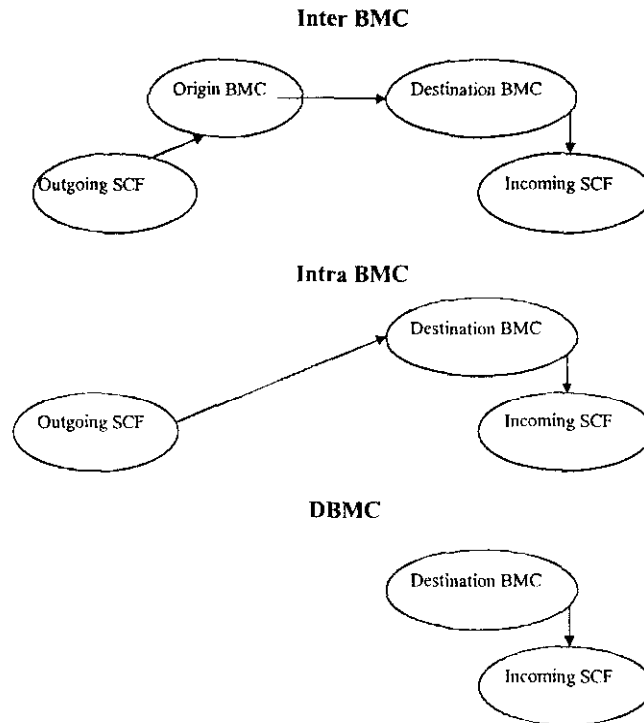 Inter BMC
Origin BMC
Destination BMC
Outgoing SCF
Incoming SCF
Intra BMC
Destination BMC
Outgoing SCF
Incoming SCF
DBMC
Destination BMC
Incoming SCF